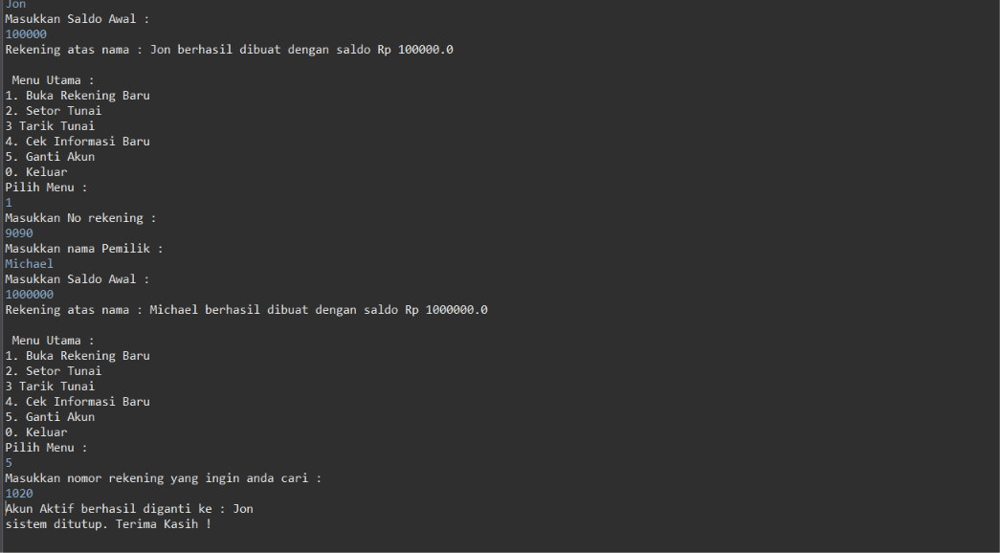 Jon
Masukkan Saldo Awal :
100000
Rekening atas nama : Jon berhasil dibuat dengan saldo Rp 100000.0
Menu Utama :
1. Buka Rekening Baru
2. Setor Tunai
3 Tarik Tunai
4. Cek Informasi Baru
5. Ganti Akun
0. Keluar
Pilih Menu :
1
Masukkan No rekening :
9090
Masukkan nama Pemilik :
Michael
Masukkan Saldo Awal :
1000000
Rekening atas nama : Michael berhasil dibuat dengan saldo Rp 1000000.0
Menu Utama :
1. Buka Rekening Baru
2. Setor Tunai
3 Tarik Tunai
4. Cek Informasi Baru
5. Ganti Akun
0. Keluar
Pilih Menu :
5
Masukkan nomor rekening yang ingin anda cari :
1020
Akun Aktif berhasil diganti ke : Jon
sistem ditutup. Terima Kasih !